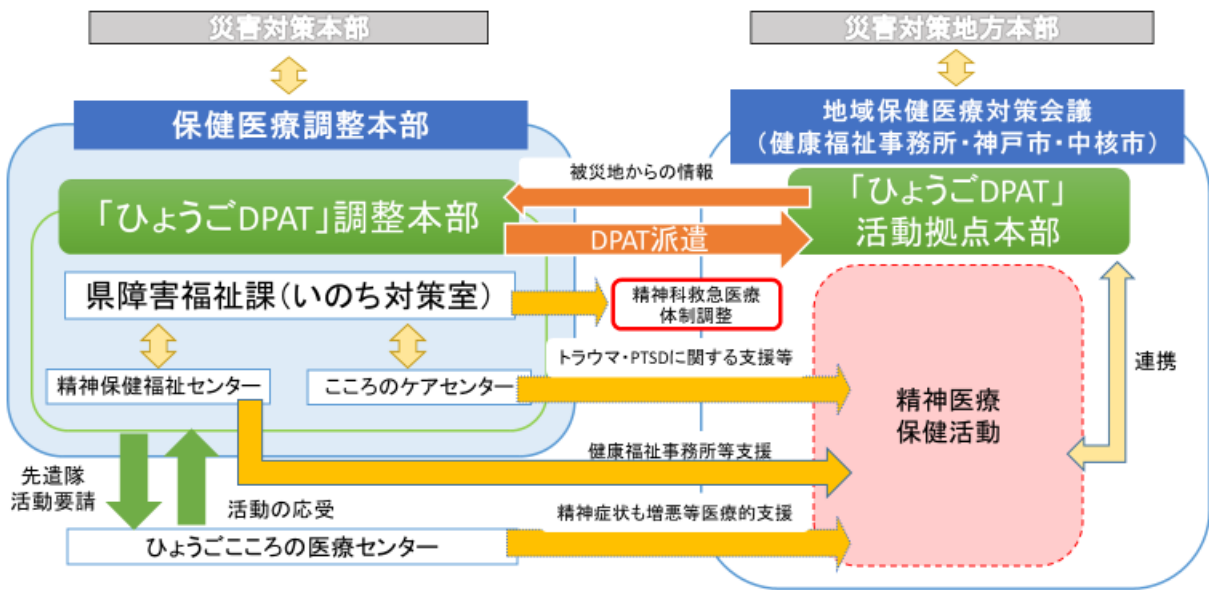 災害対策本部
災害対策地方本部
保健医療調整本部
地域保健医療対策会議
（健康福祉事務所・神戸市・中核市）
被災地からの情報
「ひょうごDPAT」調整本部
「ひょうごDPAT」
活動拠点本部
DPAT派遣
県障害福祉課（いのち対策室）
精神科救急医療
体制調整
トラウマ・PTSDに関する支援等
連携
精神保健福祉センター
こころのケアセンター
精神医療
保健活動
健康福祉事務所等支援
先遣隊
活動要請
活動の応受
精神症状も増悪等医療的支援
ひょうごこころの医療センター